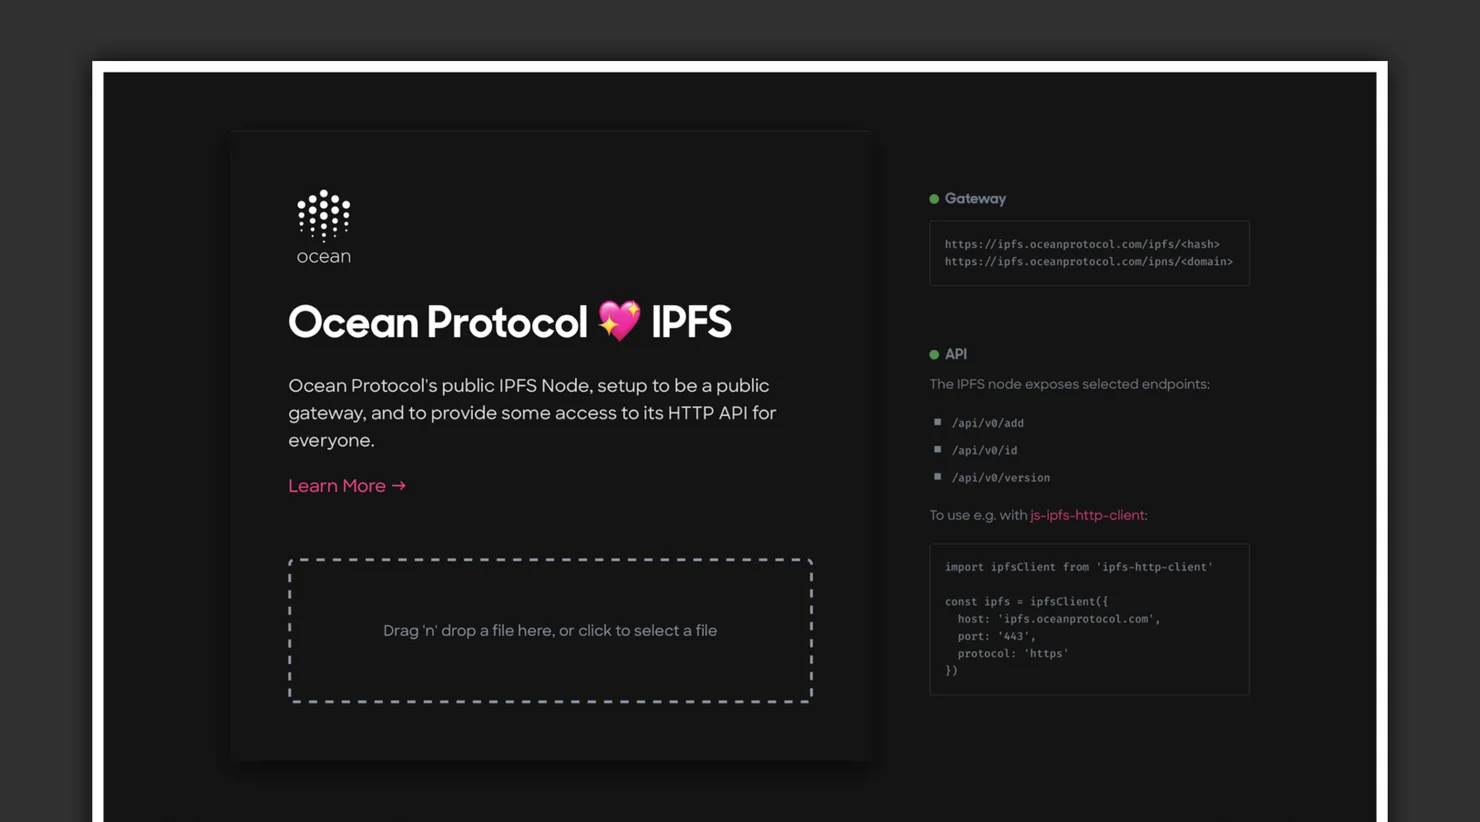 ocean
Ocean Protocol 💖 IPFS
Ocean Protocol's public IPFS Node, setup to be a public
gateway, and to provide some access to its HTTP API for
everyone.
Learn More →
Drag 'n' drop a file here, or click to select a file
Gateway
https://ipfs.oceanprotocol.com/ipfs/<hash>
https://ipfs.oceanprotocol.com/ipns/<domain>
API
The IPFS node exposes selected endpoints:
/api/v0/add
/api/v0/id
/api/v0/version
To use e.g. with js-ipfs-http-client:
import ipfsClient from 'ipfs-http-client'
const ipfs = ipfsClient({
  host: 'ipfs.oceanprotocol.com',
  port: '443',
  protocol: 'https'
})